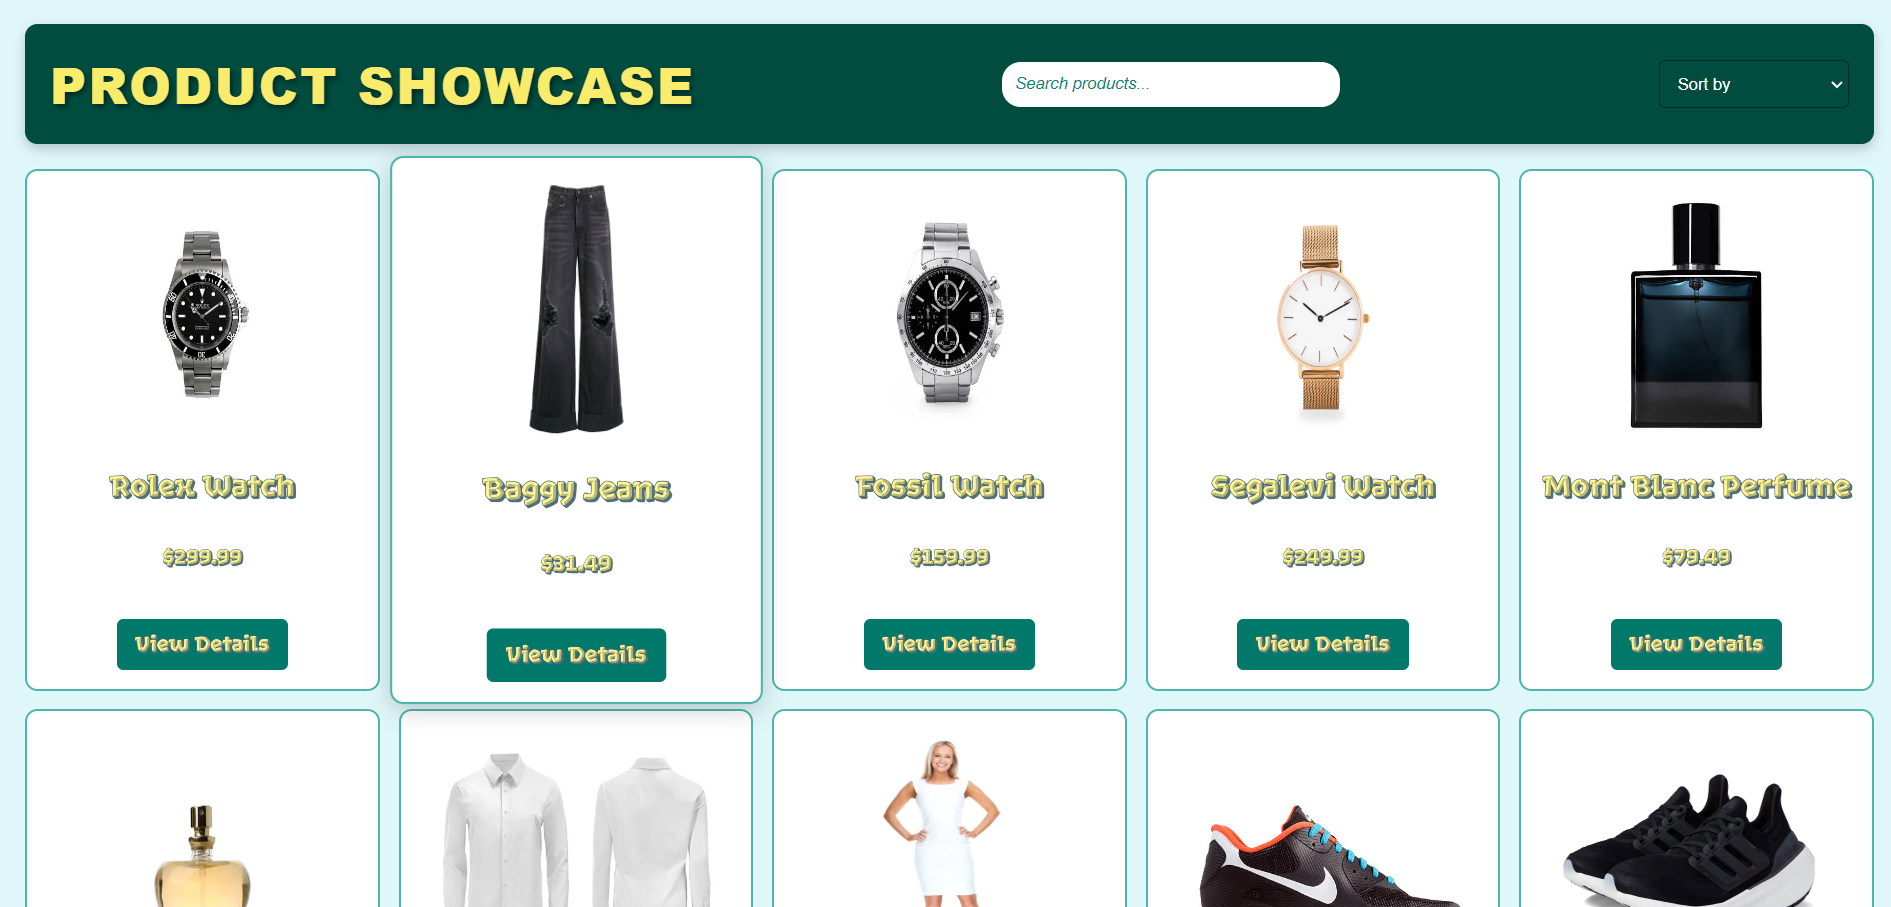 PRODUCT SHOWCASE
Search products...
Sort by
Rolex Watch
$299.99
View Details
Baggy Jeans
$31.49
View Details
Fossil Watch
$159.99
View Details
Segalevi Watch
$249.99
View Details
Mont Blanc Perfume
$79.49
View Details